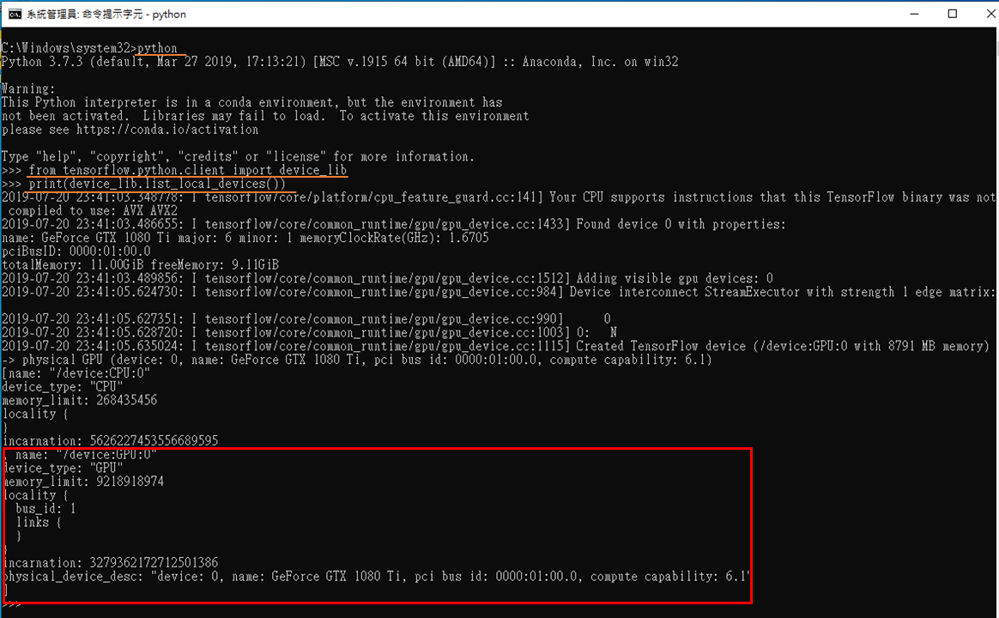 系統管理員: 命令提示字元 - python
C:\Windows\system32>python
Python 3.7.3 (default, Mar 27 2019, 17:13:21) [MSC v.1915 64 bit (AMD64)] :: Anaconda, Inc. on win32
Warning:
This Python interpreter is in a conda environment, but the environment has
not been activated.  Libraries may fail to load.  To activate this environment
please see https://conda.io/activation
Type "help", "copyright", "credits" or "license" for more information.
>>> from tensorflow.python.client import device_lib
>>> print(device_lib.list_local_devices())
2019-07-20 23:41:03.348778: I tensorflow/core/platform/cpu_feature_guard.cc:141] Your CPU supports instructions that this TensorFlow binary was not
 compiled to use: AVX AVX2
2019-07-20 23:41:03.486655: I tensorflow/core/common_runtime/gpu/gpu_device.cc:1433] Found device 0 with properties:
name: GeForce GTX 1080 Ti major: 6 minor: 1 memoryClockRate(GHz): 1.6705
pciBusID: 0000:01:00.0
totalMemory: 11.00GiB freeMemory: 9.11GiB
2019-07-20 23:41:03.489856: I tensorflow/core/common_runtime/gpu/gpu_device.cc:1512] Adding visible gpu devices: 0
2019-07-20 23:41:05.624730: I tensorflow/core/common_runtime/gpu/gpu_device.cc:984] Device interconnect StreamExecutor with strength 1 edge matrix:
2019-07-20 23:41:05.627351: I tensorflow/core/common_runtime/gpu/gpu_device.cc:990]      0
2019-07-20 23:41:05.628720: I tensorflow/core/common_runtime/gpu/gpu_device.cc:1003] 0:   N
2019-07-20 23:41:05.635024: I tensorflow/core/common_runtime/gpu/gpu_device.cc:1115] Created TensorFlow device (/device:GPU:0 with 8791 MB memory)
-> physical GPU (device: 0, name: GeForce GTX 1080 Ti, pci bus id: 0000:01:00.0, compute capability: 6.1)
[name: "/device:CPU:0"
device_type: "CPU"
memory_limit: 268435456
locality {
}
incarnation: 5626227453556689595
, name: "/device:GPU:0"
device_type: "GPU"
memory_limit: 9218918974
locality {
  bus_id: 1
  links {
  }
}
incarnation: 3279362172712501386
physical_device_desc: "device: 0, name: GeForce GTX 1080 Ti, pci bus id: 0000:01:00.0, compute capability: 6.1"
]
>>>